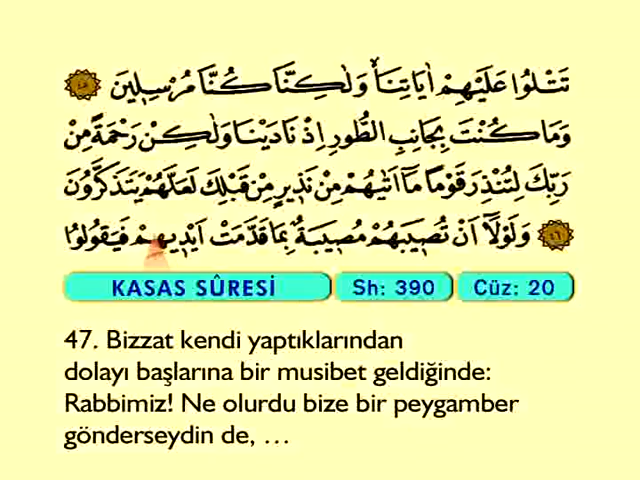 تَتْلُوا عَلَيْهِمْ اٰيَاتِنَاۙ وَلٰكِنَّا كُنَّا مُرْسِل۪ينَ ﴿٤٥﴾
وَمَا كُنْتَ بِجَانِبِ الطُّورِ اِذْ نَادَيْنَا وَلٰكِنْ رَحْمَةً مِنْ
رَبِّكَ لِتُنْذِرَ قَوْمًا مَٓا اَتٰيهُمْ مِنْ نَذ۪يرٍ مِنْ قَبْلِكَ لَعَلَّهُمْ يَتَذَكَّرُونَ
﴿٤٦﴾ وَلَوْلَٓا اَنْ تُص۪يبَهُمْ مُص۪يبَةٌ بِمَا قَدَّمَتْ اَيْد۪يهِمْ فَيَقُولُوا
KASAS SÛRESİ Sh: 390 Cüz: 20
47. Bizzat kendi yaptıklarından
dolayı başlarına bir musibet geldiğinde:
Rabbimiz! Ne olurdu bize bir peygamber
gönderseydin de, …